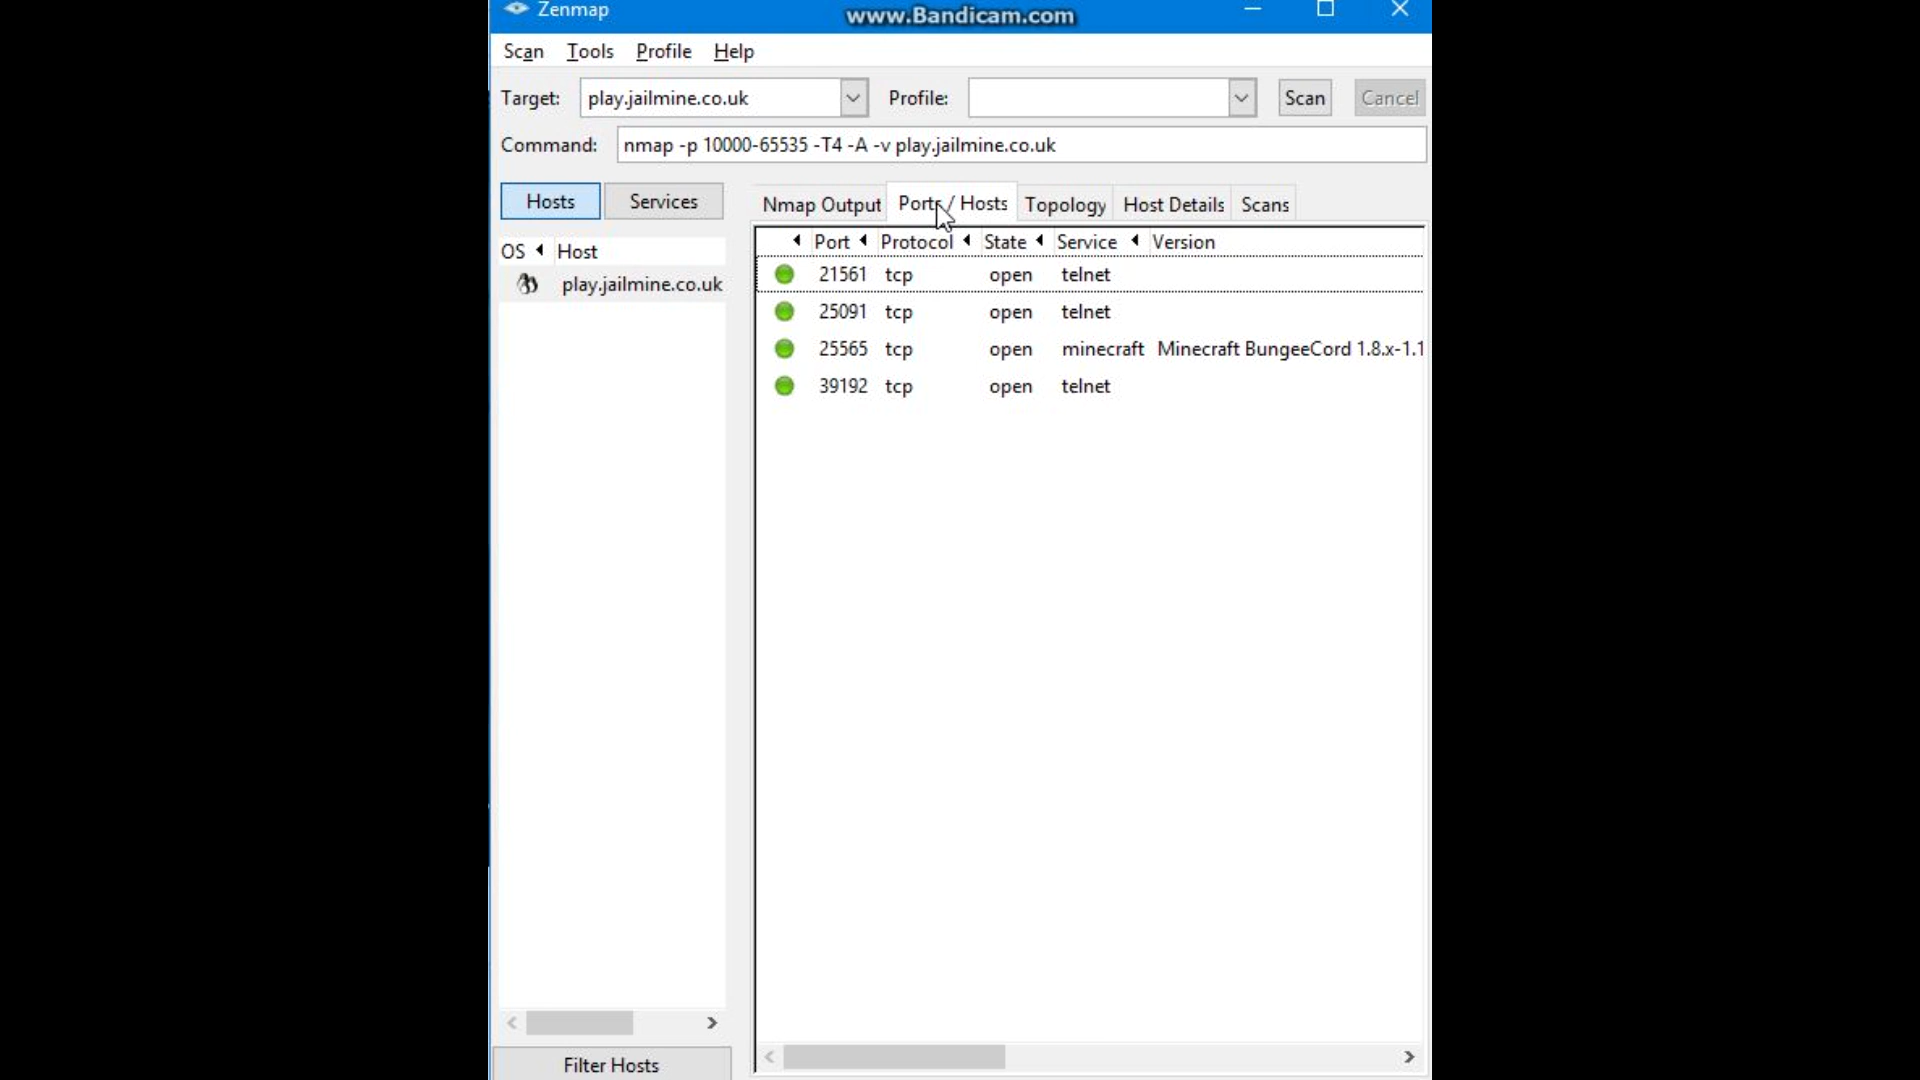 Zenmap
www.Bandicam.com
Scan Tools Profile Help
Target: play.jailmine.co.uk Profile: Scan Cancel
Command: nmap -p 10000-65535 -T4 -A -v play.jailmine.co.uk
Hosts Services
Nmap Output Ports / Hosts Topology Host Details Scans
OS Host
play.jailmine.co.uk
Port Protocol State Service Version
21561 tcp open telnet
25091 tcp open telnet
25565 tcp open minecraft Minecraft BungeeCord 1.8.x-1.1
39192 tcp open telnet
Filter Hosts